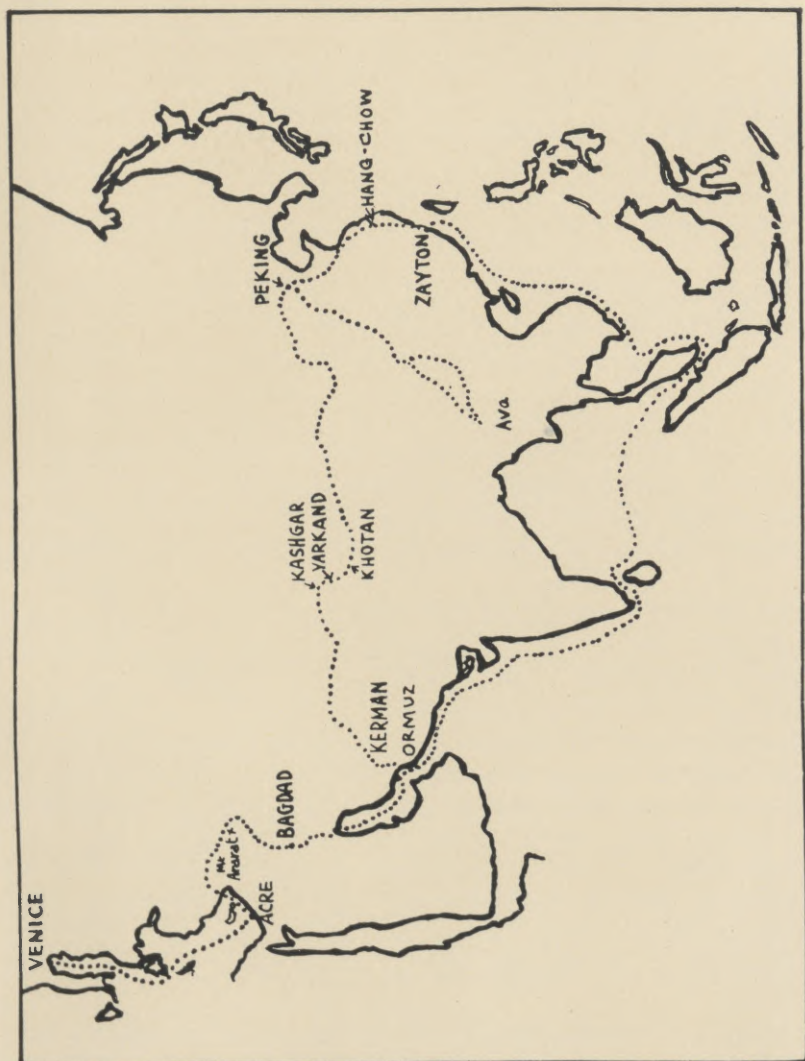 VENICE
ACRE
Mt
Ararat
BAGDAD
KERMAN
ORMUZ
KASHGAR
YARKAND
KHOTAN
PEKING
HANG-CHOW
ZAYTON
Ava